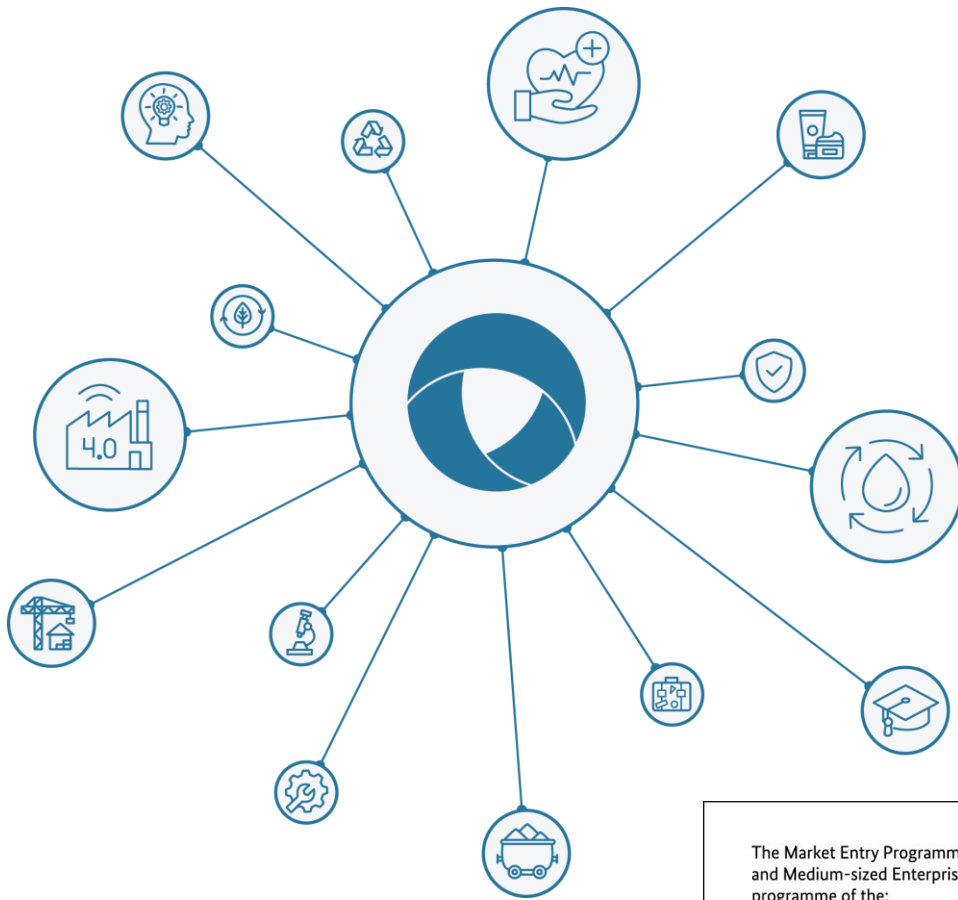 4.0
The Market Entry Programm
and Medium-sized Enterpris
programme of the: